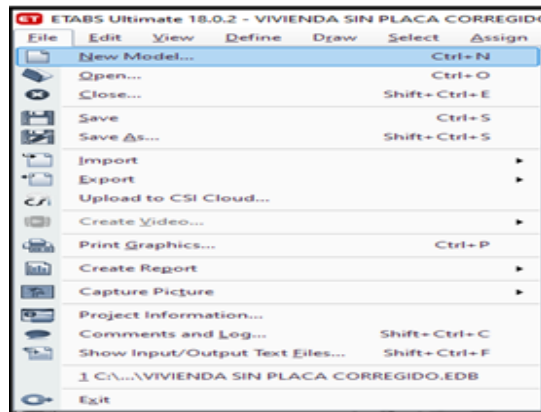 ETABS Ultimate 18.0.2 - VIVIENDA SIN PLACA CORREGIDO
File Edit View Define Draw Select Assign
New Model... Ctrl+N
Open... Ctrl+O
Close... Shift+Ctrl+E
Save Ctrl+S
Save As... Shift+Ctrl+S
Import
Export
Upload to CSI Cloud...
Create Video...
Print Graphics... Ctrl+P
Create Report
Capture Picture
Project Information...
Comments and Log... Shift+Ctrl+C
Show Input/Output Text Files... Shift+Ctrl+F
1 C:\...\VIVIENDA SIN PLACA CORREGIDO.EDB
Exit